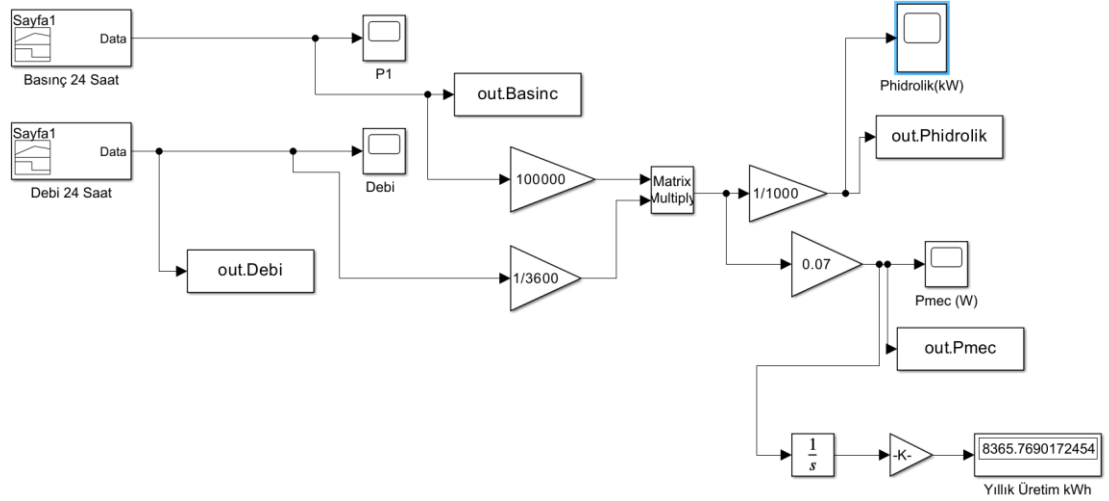 Sayfa1
Data
Basınç 24 Saat
P1
out.Basinc
Phidrolik(kW)
out.Phidrolik
Sayfa1
Data
Debi 24 Saat
Debi
out.Debi
100000
1/3600
Matrix
Multiply
1/1000
0.07
Pmec (W)
out.Pmec
1
s
-K-
8365.7690172454
Yıllık Üretim kWh